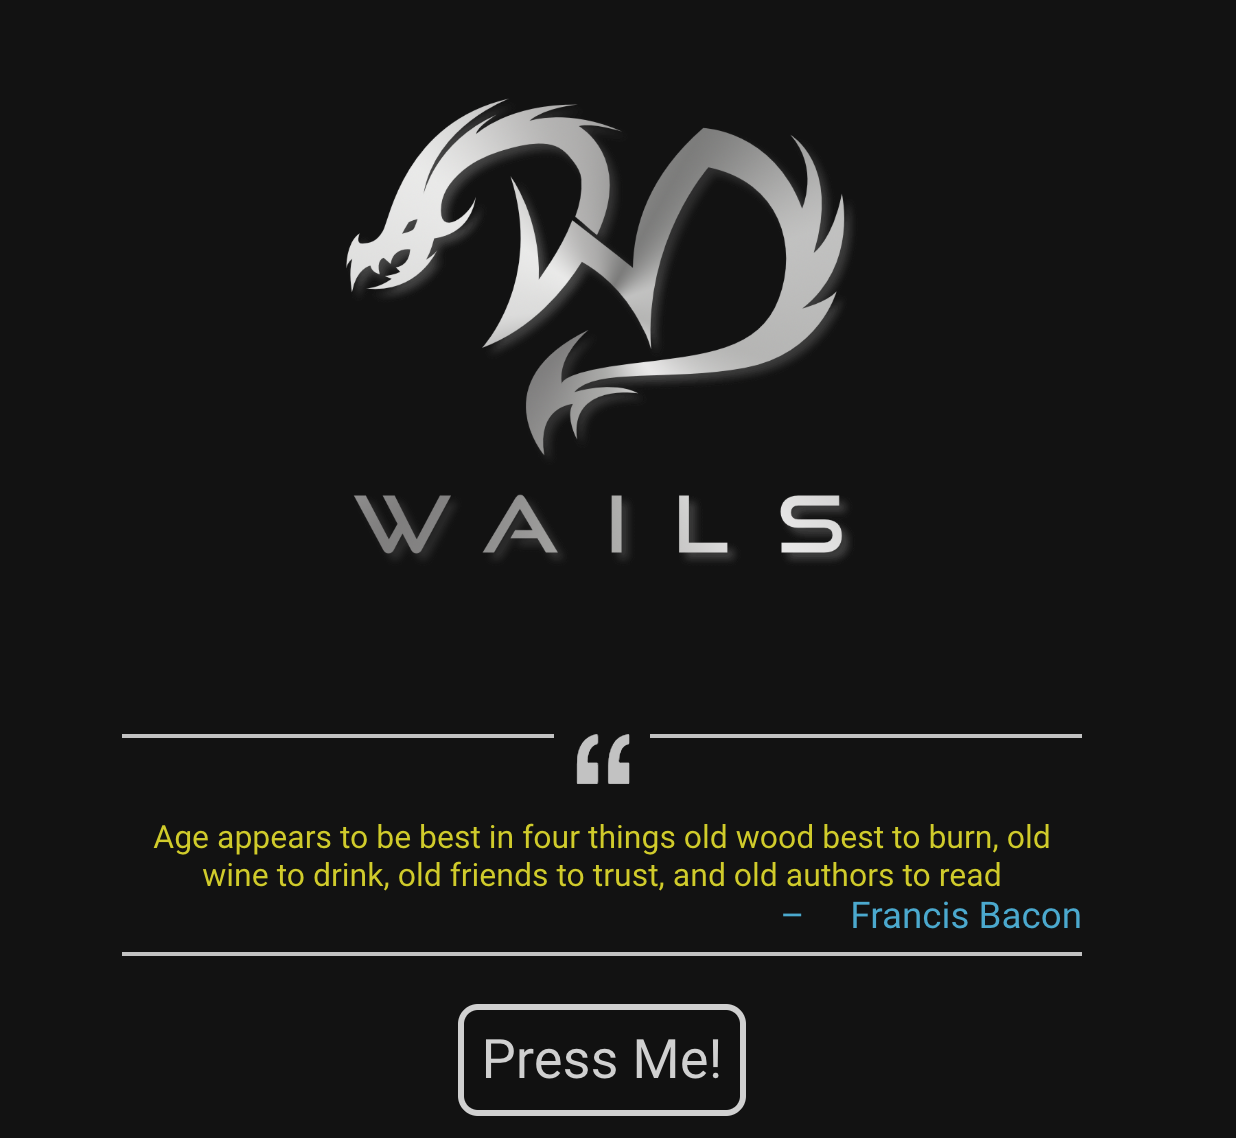 WAILS
“
Age appears to be best in four things old wood best to burn, old
wine to drink, old friends to trust, and old authors to read
– Francis Bacon
Press Me!